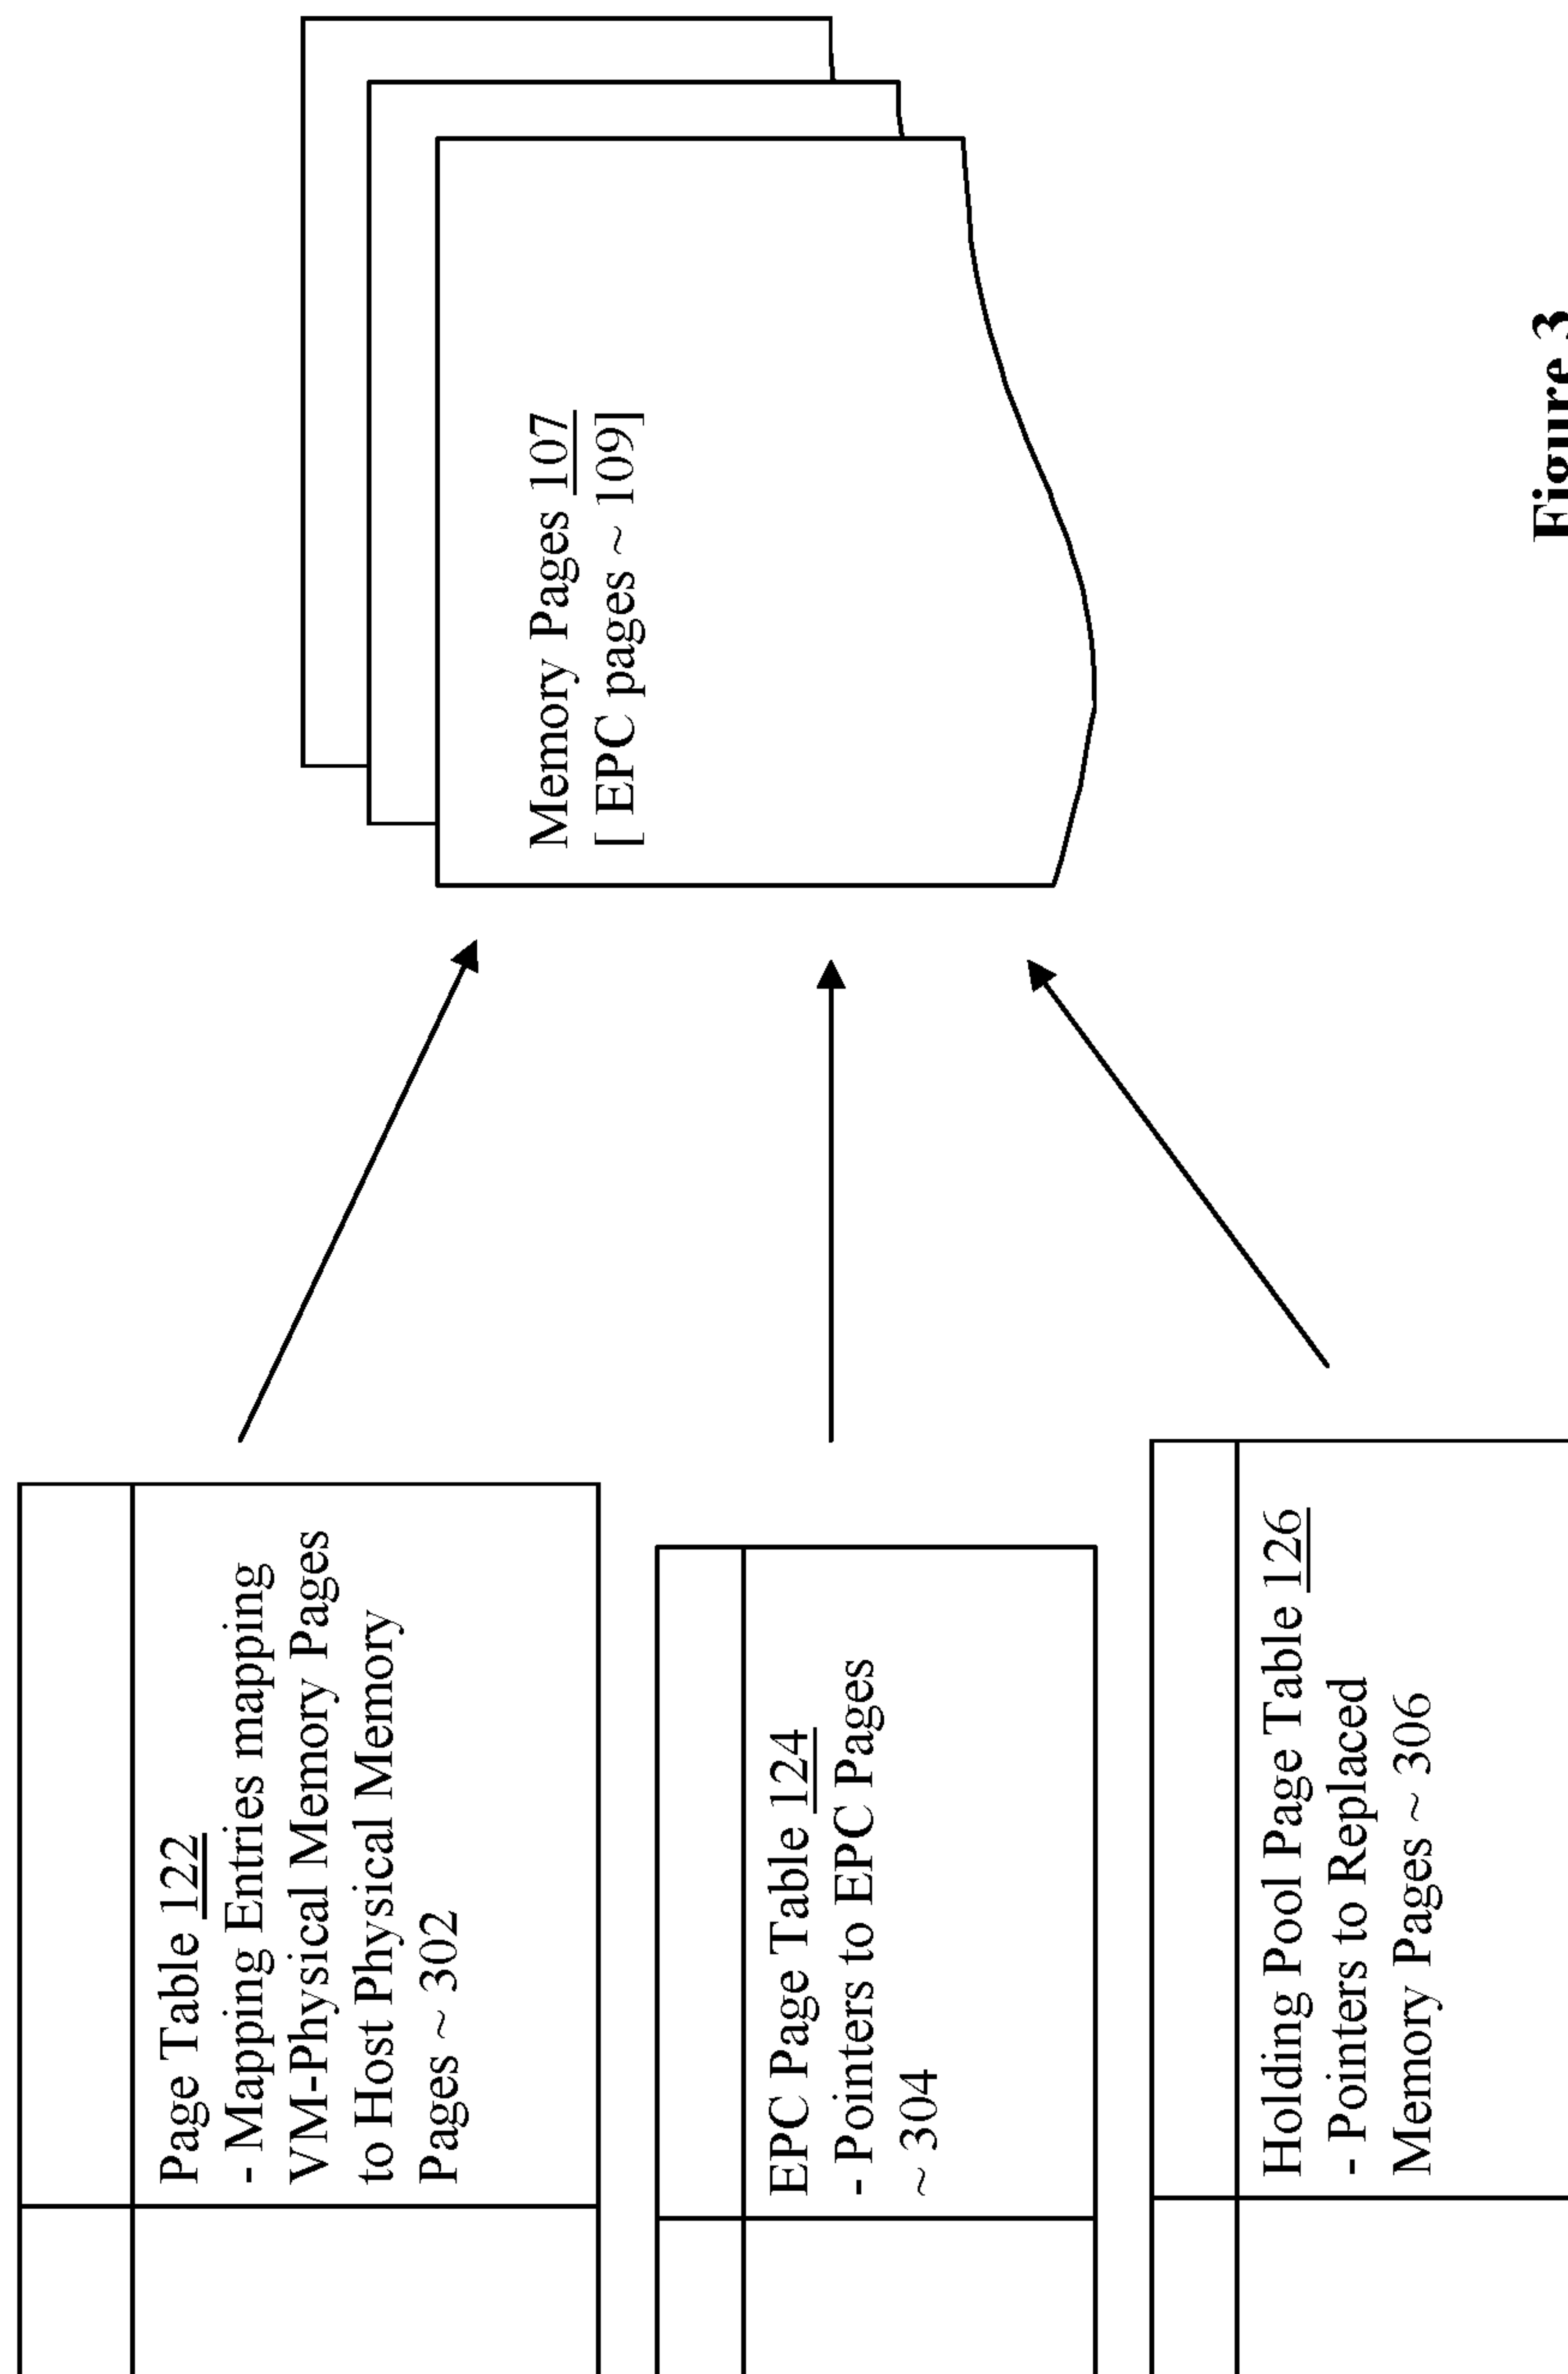 Page Table 122
- Mapping Entries mapping
VM-Physical Memory Pages
to Host Physical Memory
Pages ~ 302
EPC Page Table 124
- Pointers to EPC Pages
~ 304
Holding Pool Page Table 126
- Pointers to Replaced
Memory Pages ~ 306
Memory Pages 107
[ EPC pages ~ 109]
Figure 3